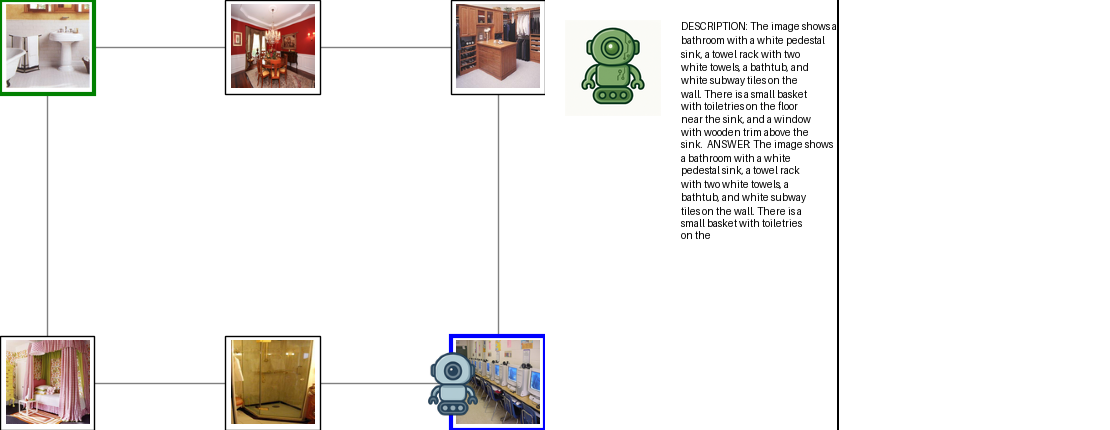 DESCRIPTION: The image shows a
bathroom with a white pedestal
sink, a towel rack with two
white towels, a bathtub, and
white subway tiles on the
wall. There is a small basket
with toiletries on the floor
near the sink, and a window
with wooden trim above the
sink.  ANSWER: The image shows
a bathroom with a white
pedestal sink, a towel rack
with two white towels, a
bathtub, and white subway
tiles on the wall. There is a
small basket with toiletries
on the